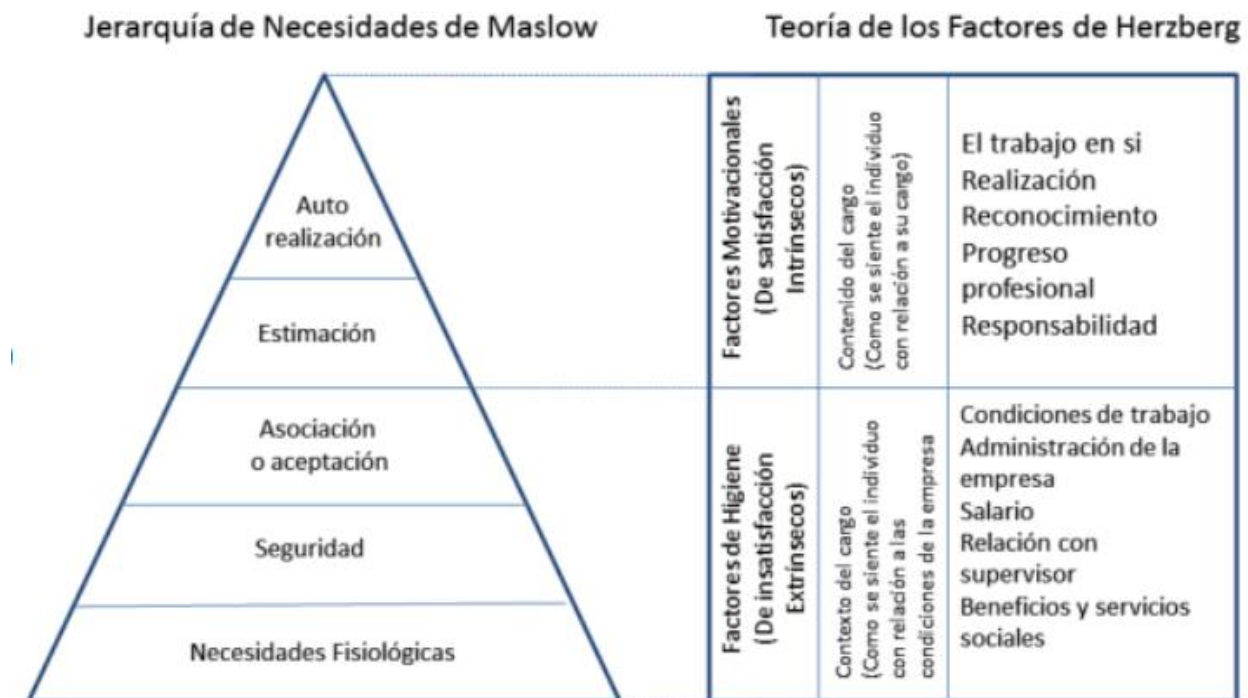 Jerarquía de Necesidades de Maslow
Teoría de los Factores de Herzberg
Auto
realización
Estimación
Asociación
o aceptación
Seguridad
Necesidades Fisiológicas
Factores Motivacionales
(De satisfacción
Intrínsecos)
Contenido del cargo
(Como se siente el individuo
con relación a su cargo)
El trabajo en si
Realización
Reconocimiento
Progreso
profesional
Responsabilidad
Factores de Higiene
(De insatisfacción
Extrínsecos)
Contexto del cargo
(Como se siente el individuo
con relación a las
condiciones de la empresa
Condiciones de trabajo
Administración de la
empresa
Salario
Relación con
supervisor
Beneficios y servicios
sociales